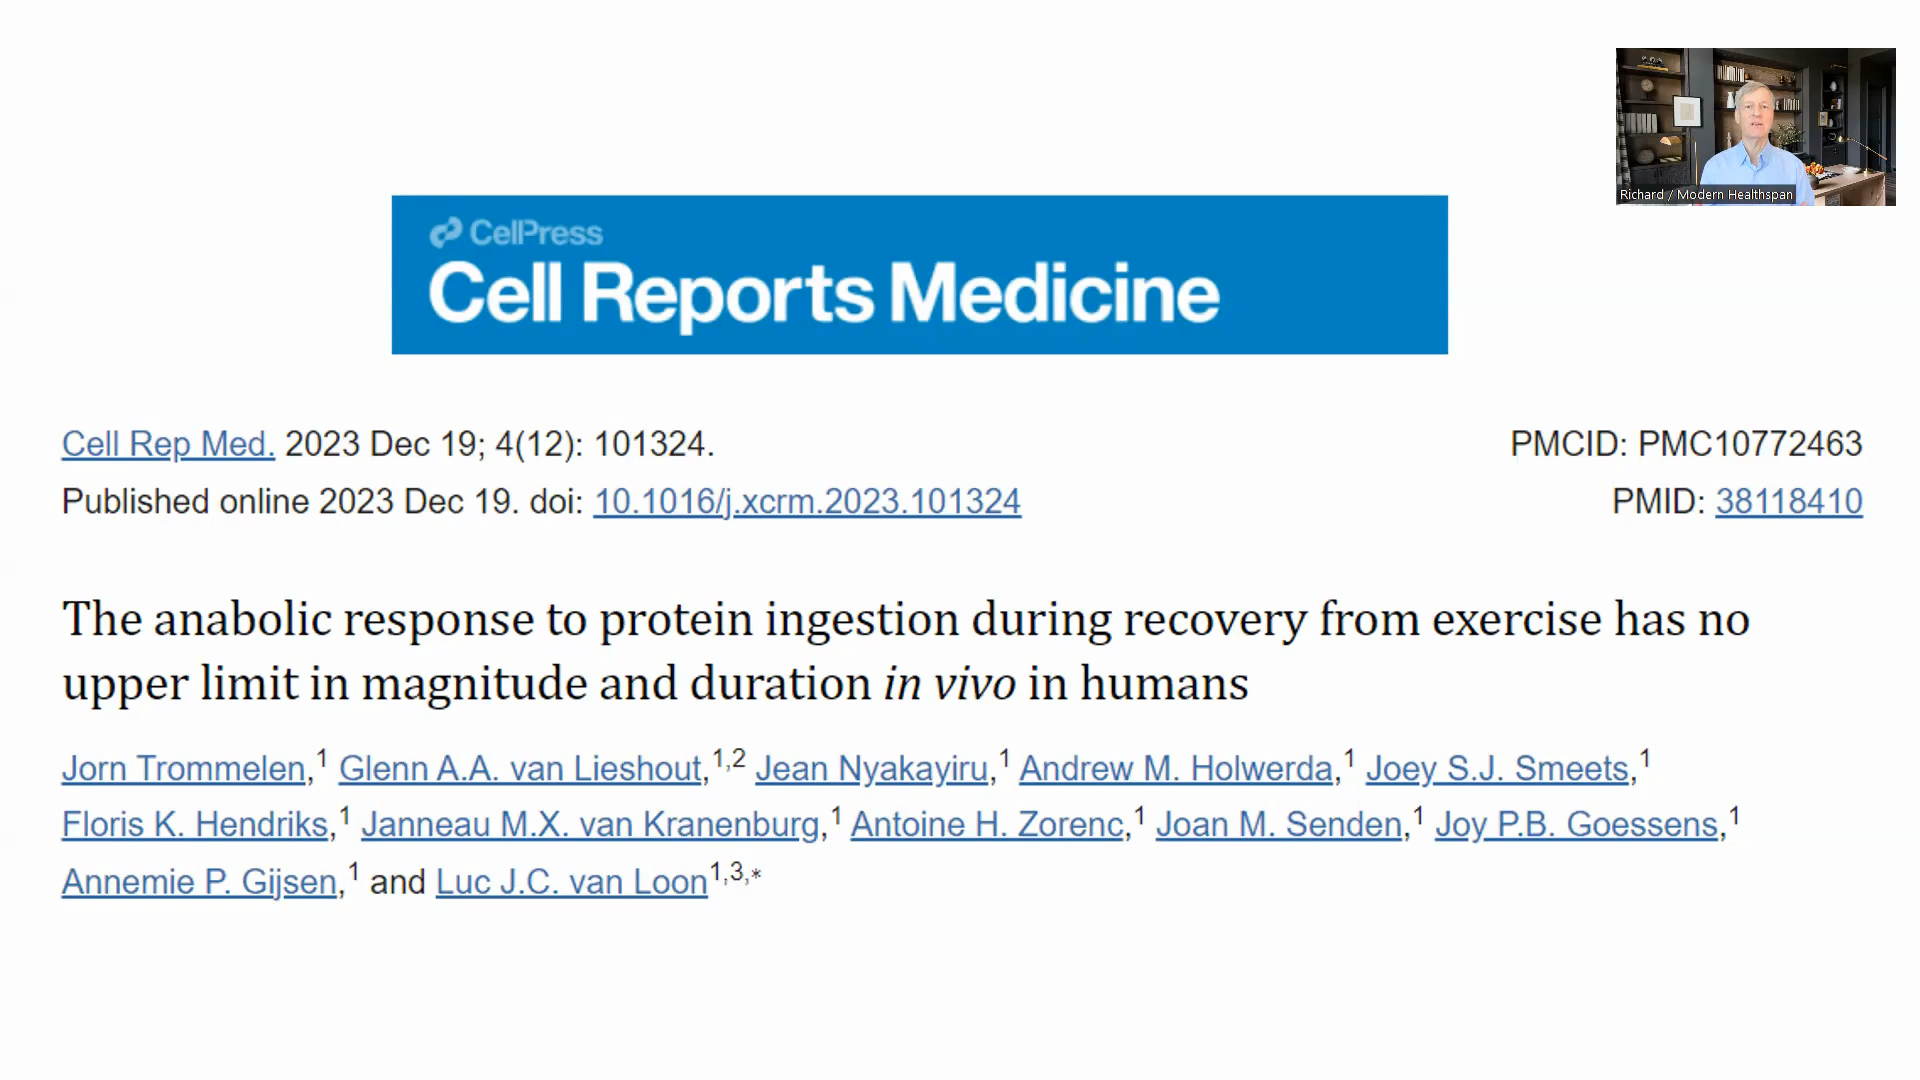 Richard / Modern Healthspan
CellPress
Cell Reports Medicine
Cell Rep Med. 2023 Dec 19; 4(12): 101324.
PMCID: PMC10772463
Published online 2023 Dec 19. doi: 10.1016/j.xcrm.2023.101324
PMID: 38118410
The anabolic response to protein ingestion during recovery from exercise has no
upper limit in magnitude and duration in vivo in humans
Jorn Trommelen,1 Glenn A.A. van Lieshout,1,2 Jean Nyakayiru,1 Andrew M. Holwerda,1 Joey S.J. Smeets,1
Floris K. Hendriks,1 Janneau M.X. van Kranenburg,1 Antoine H. Zorenc,1 Joan M. Senden,1 Joy P.B. Goessens,1
Annemie P. Gijsen,1 and Luc J.C. van Loon1,3,*